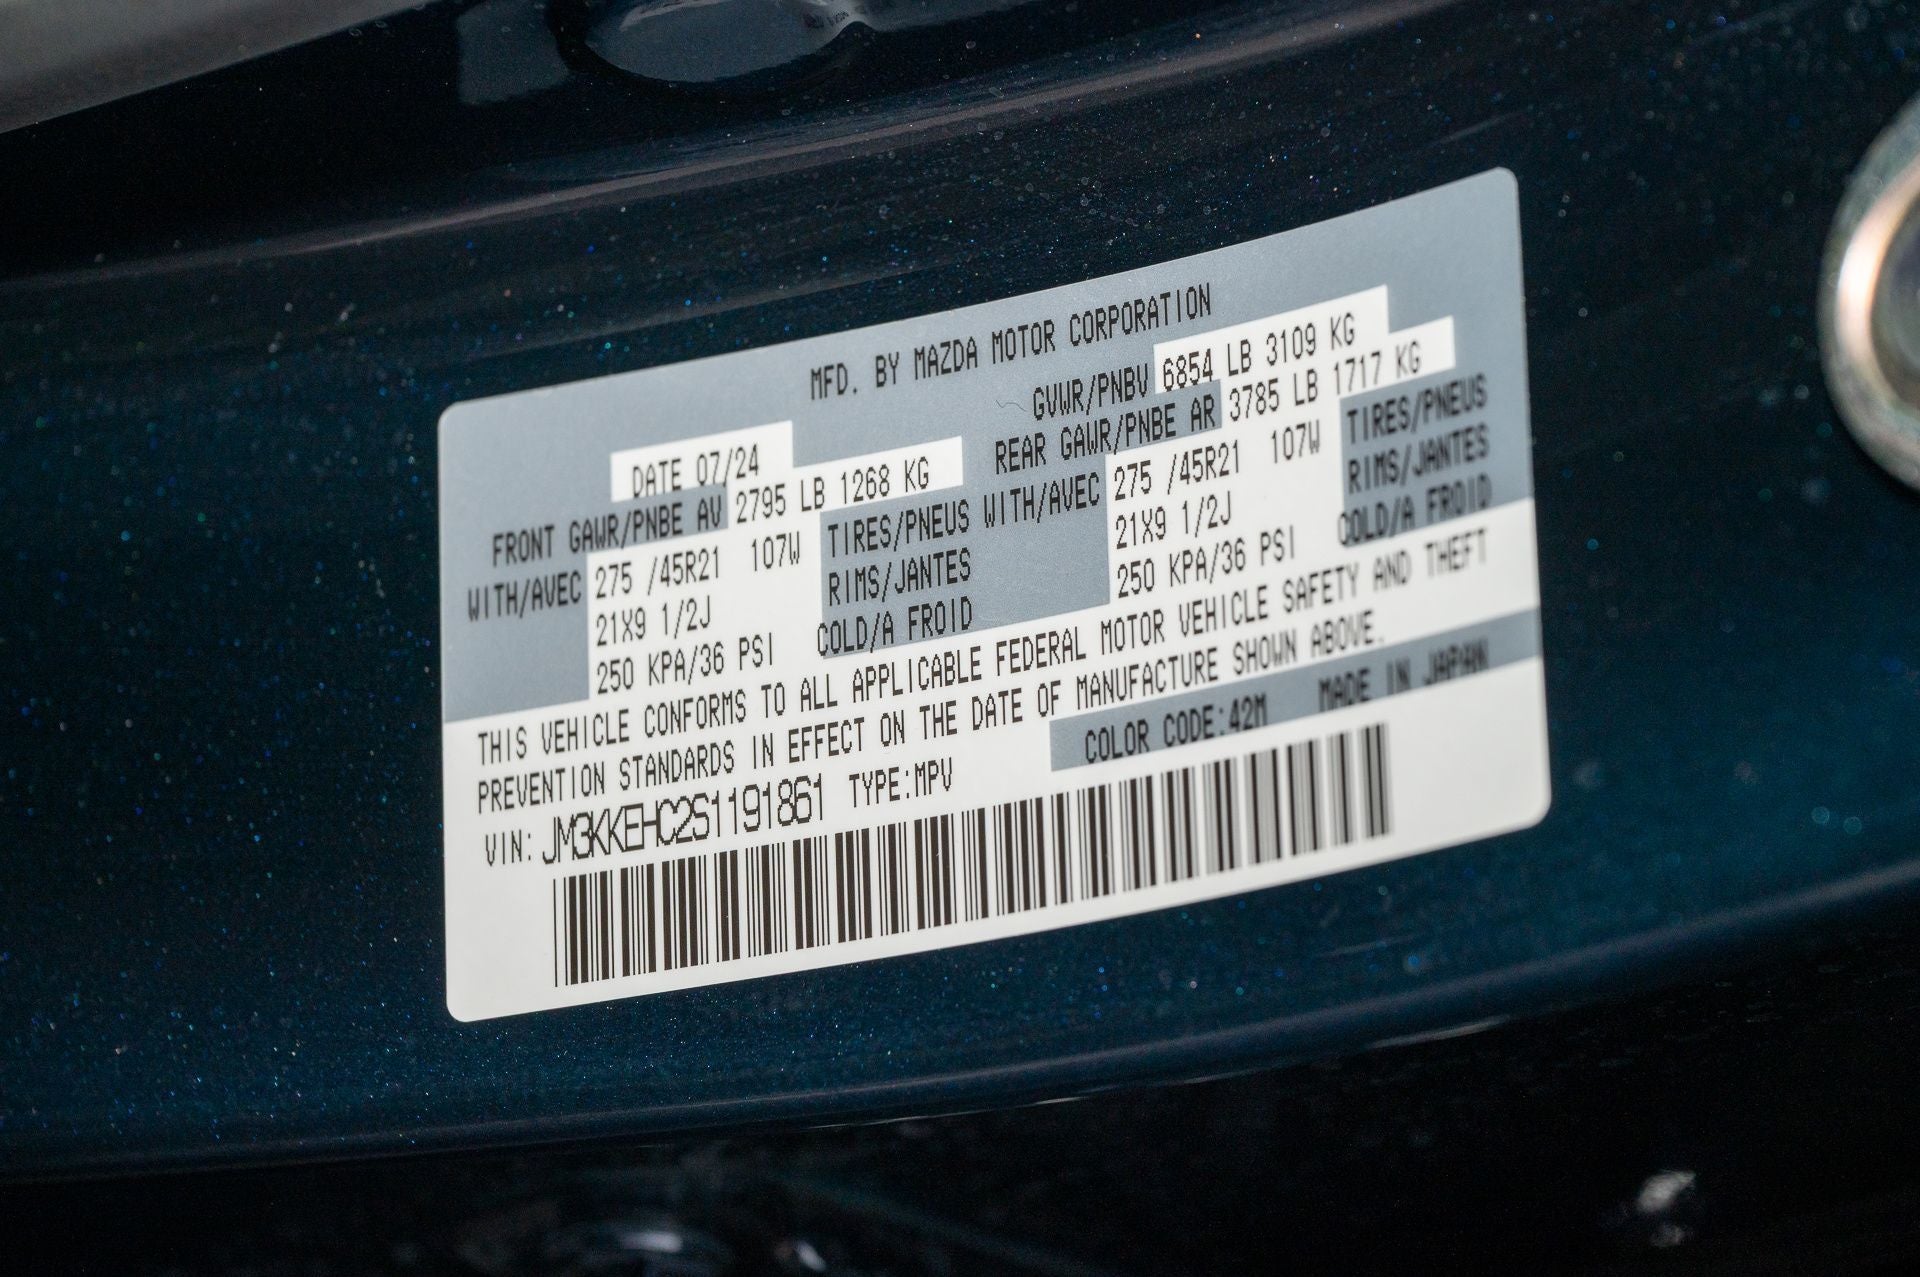 MFD. BY MAZDA MOTOR CORPORATION
GVWR/PNBV 6854 LB 3109 KG
DATE 07/24
REAR GAWR/PNBE AR 3785 LB 1717 KG
FRONT GAWR/PNBE AV 2795 LB 1268 KG
WITH/AVEC 275 /45R21 107W TIRES/PNEUS
21X9 1/2J RIMS/JANTES
250 KPA/36 PSI COLD/A FROID
WITH/AVEC 275 /45R21 107W TIRES/PNEUS
21X9 1/2J RIMS/JANTES
250 KPA/36 PSI COLD/A FROID
THIS VEHICLE CONFORMS TO ALL APPLICABLE FEDERAL MOTOR VEHICLE SAFETY AND THEFT
PREVENTION STANDARDS IN EFFECT ON THE DATE OF MANUFACTURE SHOWN ABOVE.
COLOR CODE:42M MADE IN JAPAN
VIN: JM3KKEHC2S1191861 TYPE:MPV